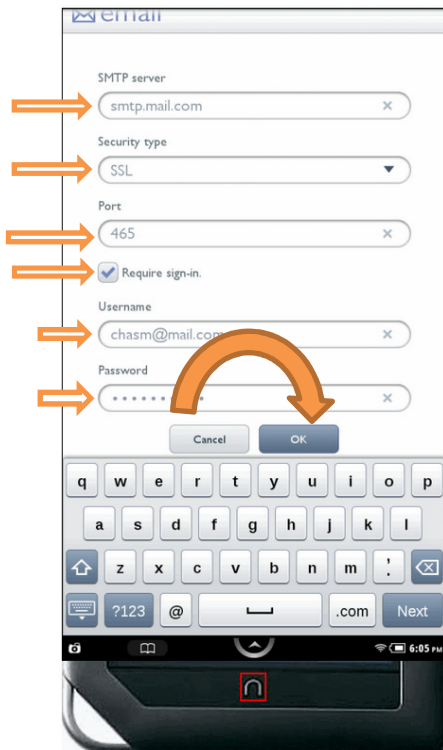 email
SMTP server
smtp.mail.com
Security type
SSL
Port
465
Require sign-in.
Username
chasm@mail.com
Password
Cancel OK
q w e r t y u i o p
a s d f g h j k l
z x c v b n m ' .
?123 @ .com Next
6:05 PM